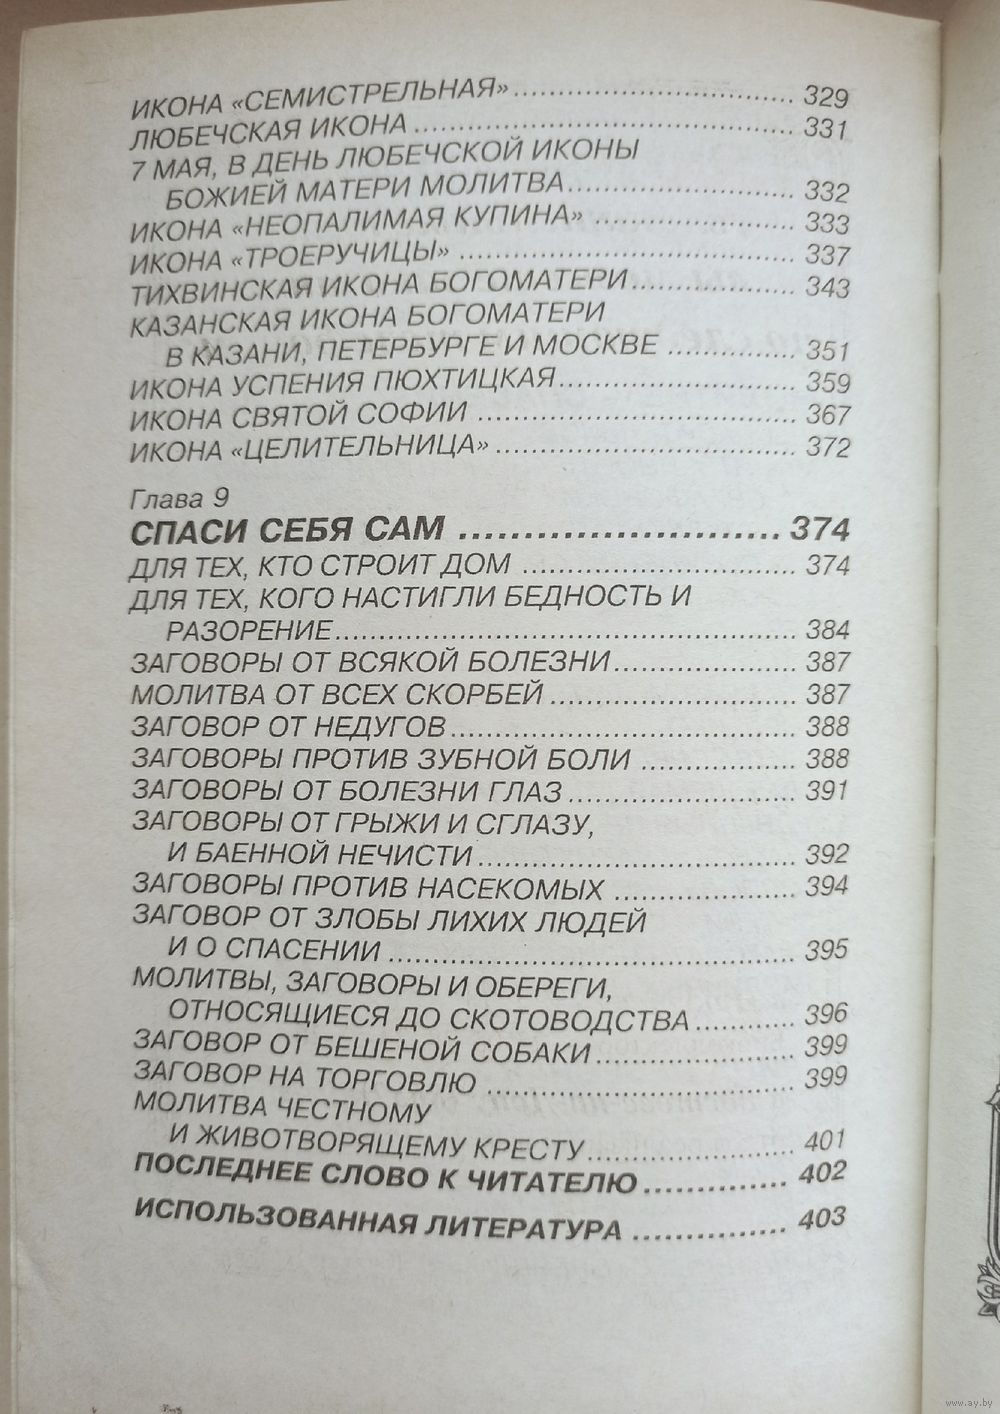 ИКОНА «СЕМИСТРЕЛЬНАЯ» ........ 329
ЛЮБЕЧСКАЯ ИКОНА ........ 331
7 МАЯ, В ДЕНЬ ЛЮБЕЧСКОЙ ИКОНЫ
БОЖИЕЙ МАТЕРИ МОЛИТВА ........ 332
ИКОНА «НЕОПАЛИМАЯ КУПИНА» ........ 333
ИКОНА «ТРОЕРУЧИЦЫ» ........ 337
ТИХВИНСКАЯ ИКОНА БОГОМАТЕРИ ........ 343
КАЗАНСКАЯ ИКОНА БОГОМАТЕРИ
В КАЗАНИ, ПЕТЕРБУРГЕ И МОСКВЕ ........ 351
ИКОНА УСПЕНИЯ ПЮХТИЦКАЯ ........ 359
ИКОНА СВЯТОЙ СОФИИ ........ 367
ИКОНА «ЦЕЛИТЕЛЬНИЦА» ........ 372
Глава 9
СПАСИ СЕБЯ САМ ........ 374
ДЛЯ ТЕХ, КТО СТРОИТ ДОМ ........ 374
ДЛЯ ТЕХ, КОГО НАСТИГЛИ БЕДНОСТЬ И
РАЗОРЕНИЕ ........ 384
ЗАГОВОРЫ ОТ ВСЯКОЙ БОЛЕЗНИ ........ 387
МОЛИТВА ОТ ВСЕХ СКОРБЕЙ ........ 387
ЗАГОВОР ОТ НЕДУГОВ ........ 388
ЗАГОВОРЫ ПРОТИВ ЗУБНОЙ БОЛИ ........ 388
ЗАГОВОРЫ ОТ БОЛЕЗНИ ГЛАЗ ........ 391
ЗАГОВОРЫ ОТ ГРЫЖИ И СГЛАЗУ,
И БАЕННОЙ НЕЧИСТИ ........ 392
ЗАГОВОРЫ ПРОТИВ НАСЕКОМЫХ ........ 394
ЗАГОВОР ОТ ЗЛОБЫ ЛИХИХ ЛЮДЕЙ
И О СПАСЕНИИ ........ 395
МОЛИТВЫ, ЗАГОВОРЫ И ОБЕРЕГИ,
ОТНОСЯЩИЕСЯ ДО СКОТОВОДСТВА ........ 396
ЗАГОВОР ОТ БЕШЕНОЙ СОБАКИ ........ 399
ЗАГОВОР НА ТОРГОВЛЮ ........ 399
МОЛИТВА ЧЕСТНОМУ
И ЖИВОТВОРЯЩЕМУ КРЕСТУ ........ 401
ПОСЛЕДНЕЕ СЛОВО К ЧИТАТЕЛЮ ........ 402
ИСПОЛЬЗОВАННАЯ ЛИТЕРАТУРА ........ 403
www.ay.by